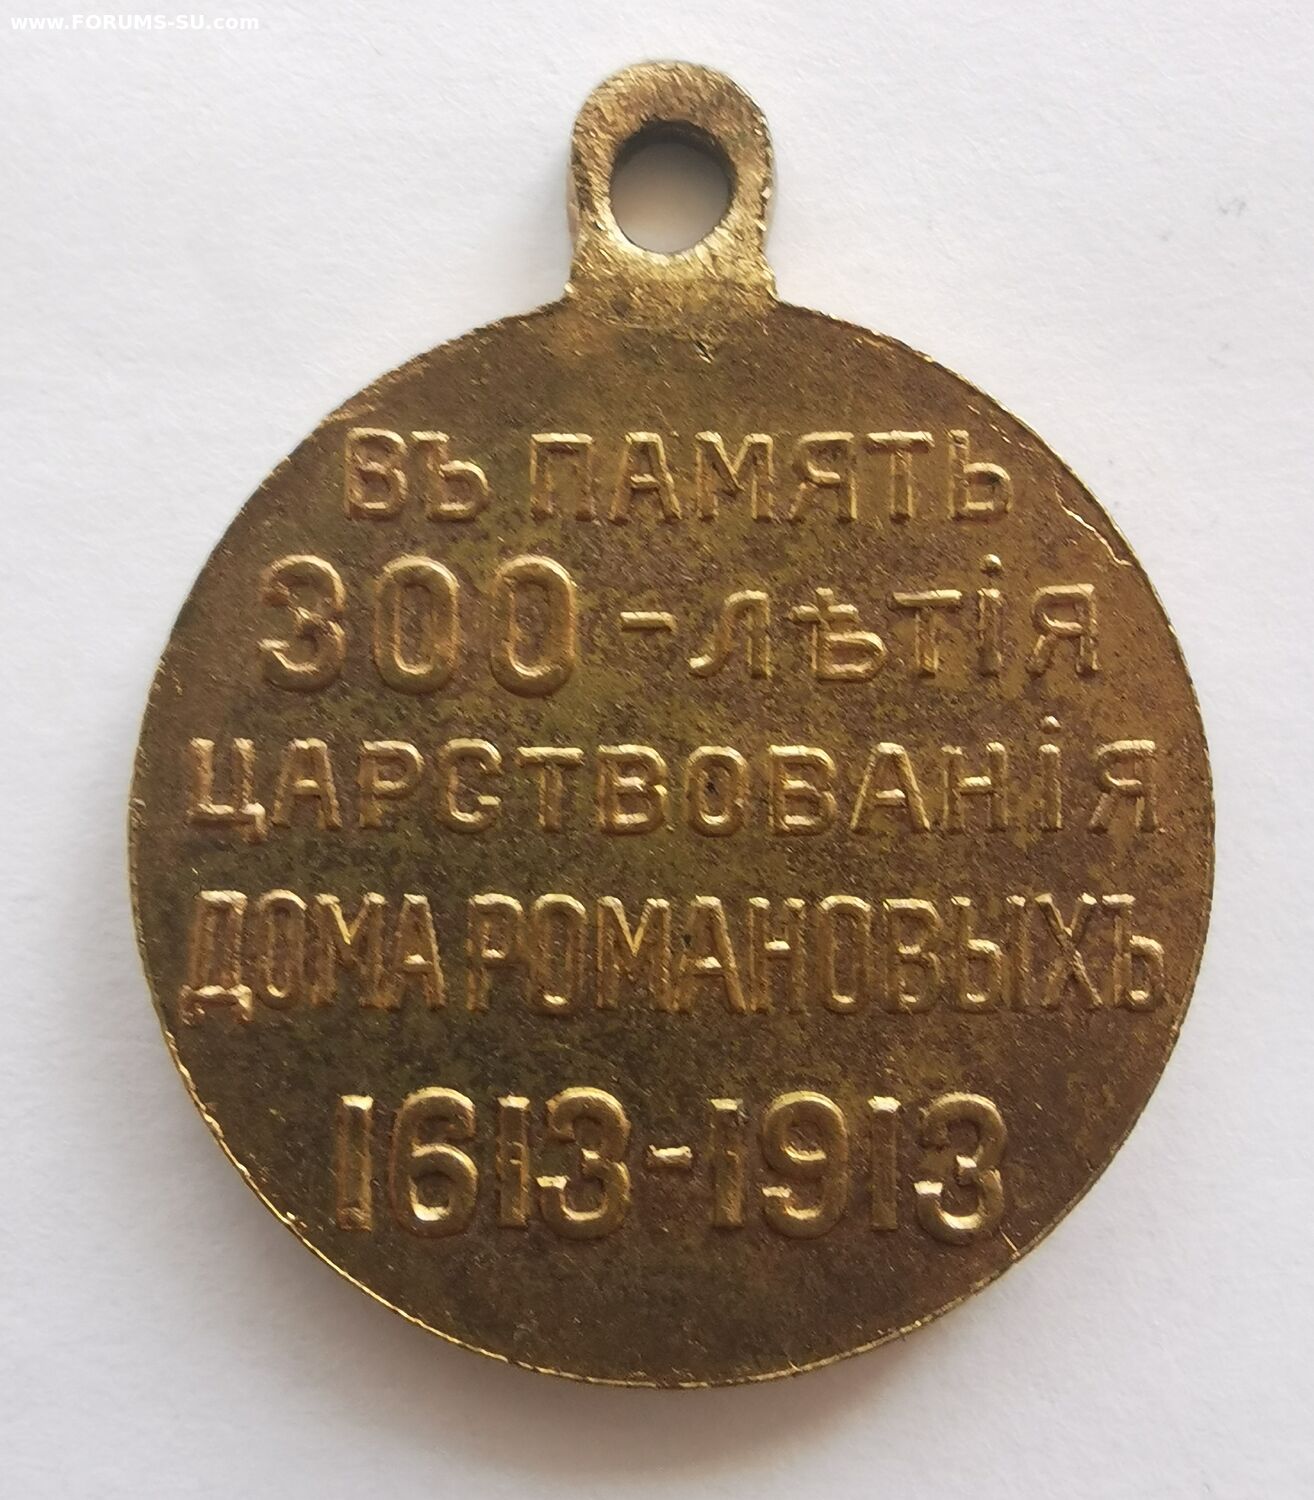 www.FORUMS-SU.com
ВЪ ПАМЯТЬ
300-лѣтія
ЦАРСТВОВАНІЯ
ДОМА РОМАНОВЫХЪ
1613-1913